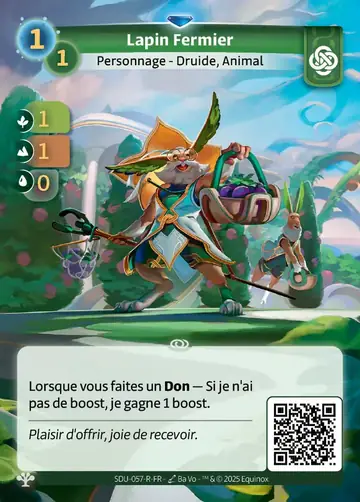 1
1
Lapin Fermier
Personnage - Druide, Animal
1
1
0
Lorsque vous faites un Don — Si je n'ai
pas de boost, je gagne 1 boost.
Plaisir d'offrir, joie de recevoir.
SDU-057-R-FR - Ba Vo - ™ & © 2025 Equinox